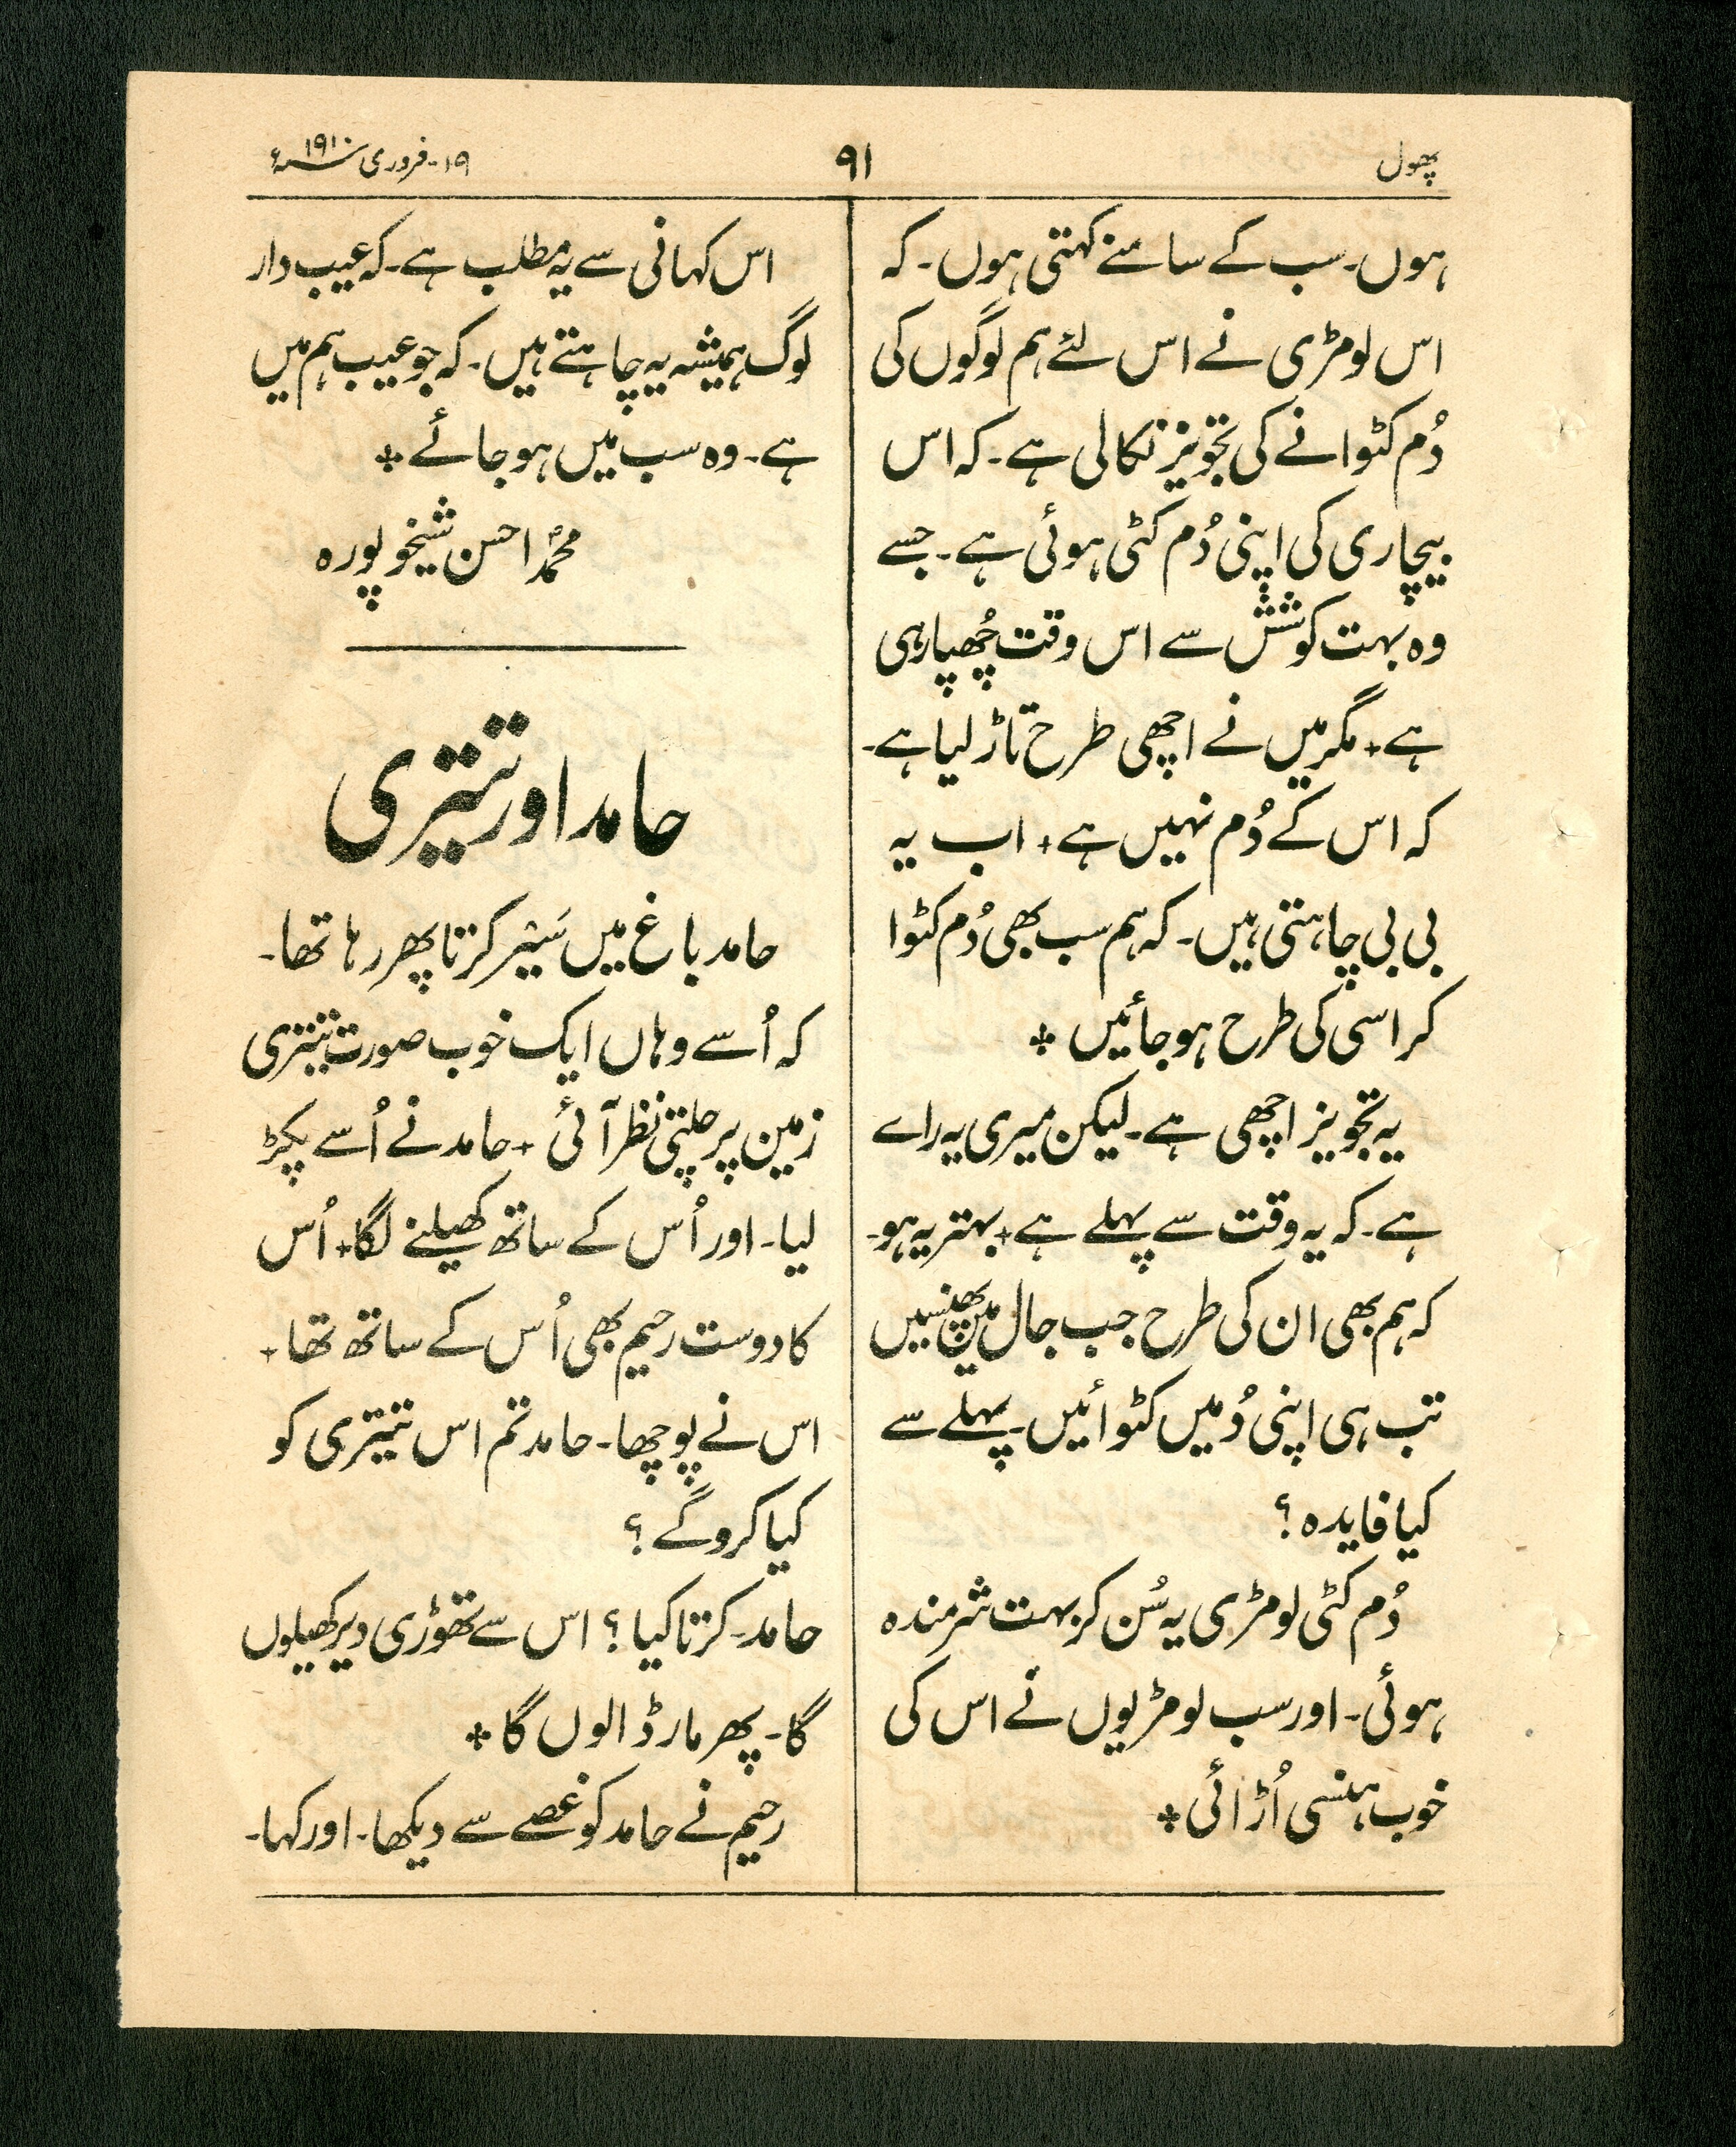 پھول
۹۱
۱۹-فروری ۱۹۱۰ء
ہوں۔ سب کے سامنے کہتی ہوں۔ کہ
اس لومڑی نے اس لئے ہم لوگوں کی
دُم کٹوانے کی تجویز نکالی ہے۔ کہ اس
بیچاری کی اپنی دُم کٹی ہوئی ہے۔ جسے
وہ بہت کوشش سے اس وقت چُھپا رہی
ہے+ مگر میں نے اچھی طرح تاڑ لیا ہے۔
کہ اس کے دُم نہیں ہے+ اب یہ
بی بی چاہتی ہیں۔ کہ ہم سب بھی دُم کٹوا
کر اسی کی طرح ہو جائیں ❊
یہ تجویز اچھی ہے۔ لیکن میری یہ راے
ہے۔ کہ یہ وقت سے پہلے ہے+ بہتر یہ ہو۔
کہ ہم بھی ان کی طرح جب جال میں پھنسیں
تب ہی اپنی دُمیں کٹوائیں۔ پہلے سے
کیا فایدہ؟
دُم کٹی لومڑی یہ سُن کر بہت شرمندہ
ہوئی۔ اور سب لومڑیوں نے اس کی
خوب ہنسی اُڑائی ❊
اس کہانی سے یہ مطلب ہے۔ کہ عیب دار
لوگ ہمیشہ یہ چاہتے ہیں۔ کہ جو عیب ہم میں
ہے۔ وہ سب میں ہو جائے ❊
محمد احسن شیخوپورہ
حامد اور تیتری
حامد باغ میں سَیر کرتا پھر رہا تھا۔
کہ اُسے وہاں ایک خوب صورت تیتری
زمین پر چلتی نظر آئی + حامد نے اُسے پکڑ
لیا۔ اور اُس کے ساتھ کھیلنے لگا+ اُس
کا دوست رحیم بھی اُس کے ساتھ تھا +
اس نے پوچھا۔ حامد تم اس تیتری کو
کیا کرو گے؟
حامد۔ کرتا کیا؟ اس سے تھوڑی دیر کھیلوں
گا۔ پھر مار ڈالوں گا ❊
رحیم نے حامد کو غصے سے دیکھا۔ اور کہا۔